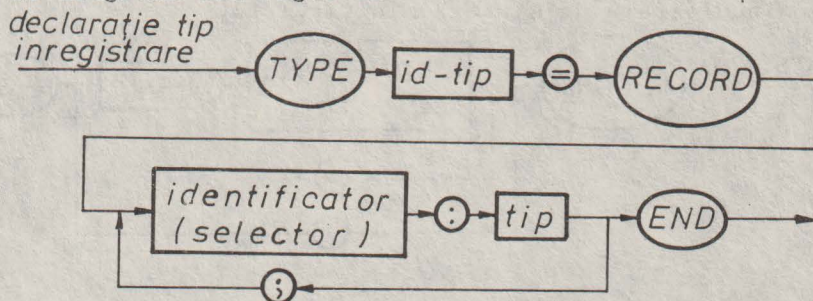 declarație tip
inregistrare
TYPE id-tip = RECORD
identificator
(selector) : tip END
;